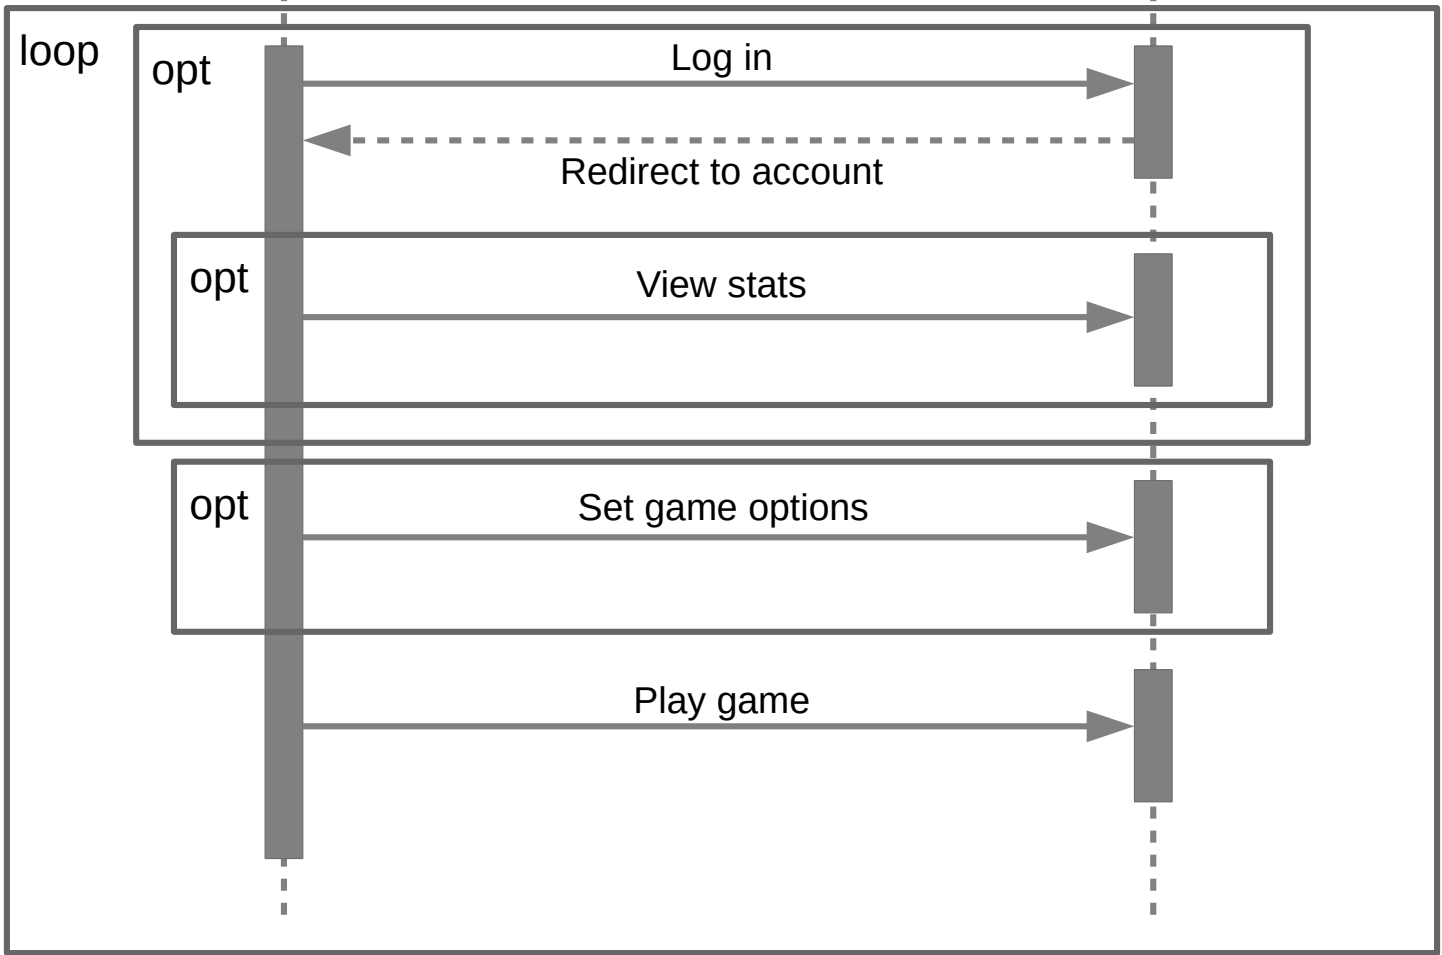 loop
opt
Log in
Redirect to account
opt
View stats
opt
Set game options
Play game